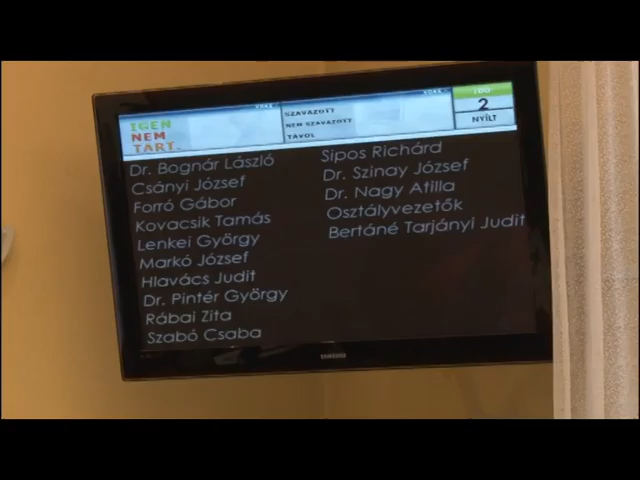 IGEN
NEM
TART.
SZAVAZOTT
NEM SZAVAZOTT
TÁVOL
2
NYÍLT
Dr. Bognár László
Csányi József
Forró Gábor
Kovacsik Tamás
Lenkei György
Markó József
Hlavács Judit
Dr. Pintér György
Rábai Zita
Szabó Csaba
Sipos Richárd
Dr. Szinay József
Dr. Nagy Atilla
Osztályvezetők
Bertáné Tarjányi Judit
SAMSUNG